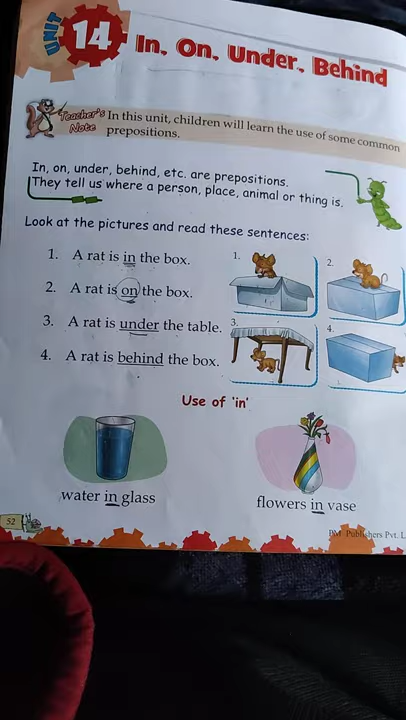 UNIT
14
In, On, Under, Behind
Teacher's
Note
In this unit, children will learn the use of some common
prepositions.
In, on, under, behind, etc. are prepositions.
They tell us where a person, place, animal or thing is.
Look at the pictures and read these sentences:
1. A rat is in the box.
2. A rat is on the box.
3. A rat is under the table.
4. A rat is behind the box.
1.
2.
3.
4.
Use of 'in'
water in glass
flowers in vase
52
Publishers Pvt. L